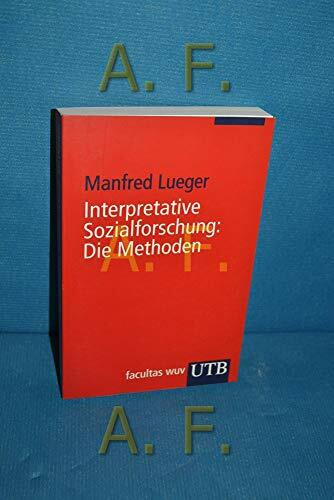 A. F.
Manfred Lueger
Interpretative
Sozialforschung:
Die Methoden
A. F.
facultas wuv UTB
A. F.